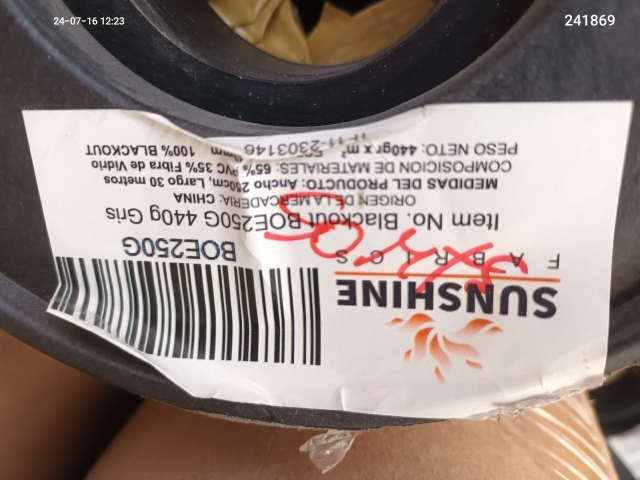 24-07-16 12:23
241869
SUNSHINE
F A B R I C S
BOE250G
Item No. Blackout BOE250G 440g Gris
ORIGEN DE LA MERCADERIA: CHINA
MEDIDAS DEL PRODUCTO: Ancho 250cm, Largo 30 metros
COMPOSICION DE MATERIALES: 65% PVC 35% Fibra de Vidrio
PESO NETO: 440gr x m² 100% BLACKOUT